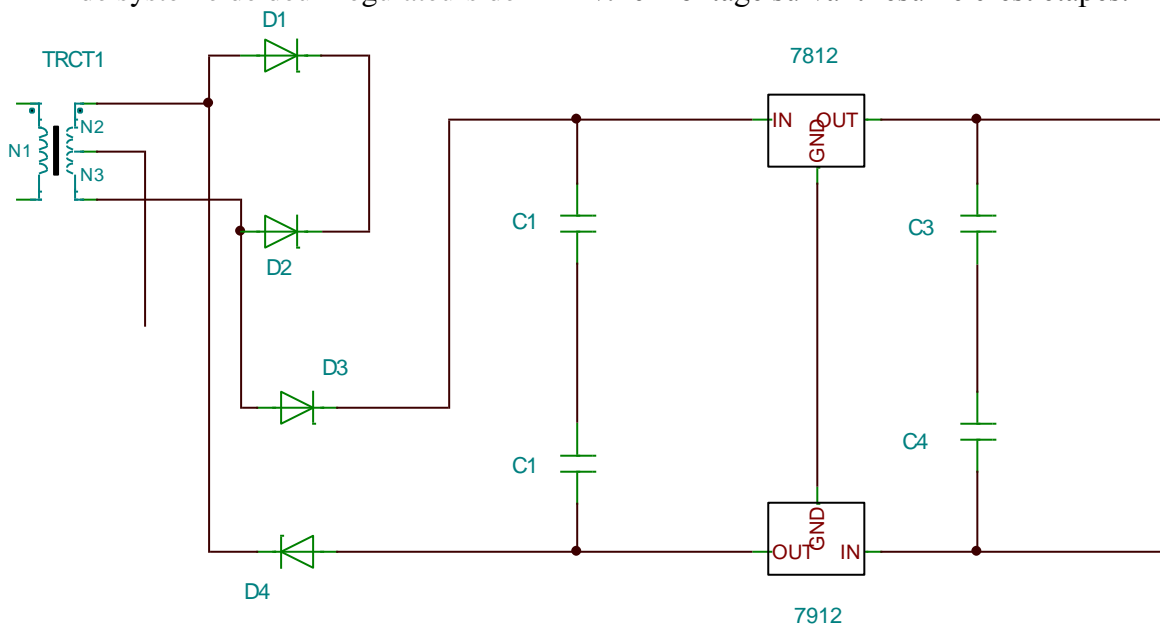 D1
TRCT1
7812
N2
IN
OUT
GND
N1
N3
C1
C3
D2
D3
C4
C1
GND
OUT
IN
D4
7912